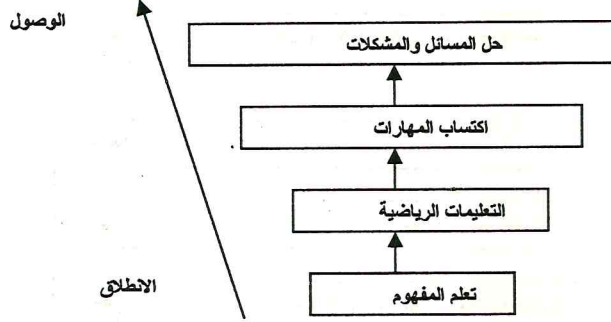 الوصول
حل المسائل والمشكلات
اكتساب المهارات
التعليمات الرياضية
تعلم المفهوم
الانطلاق